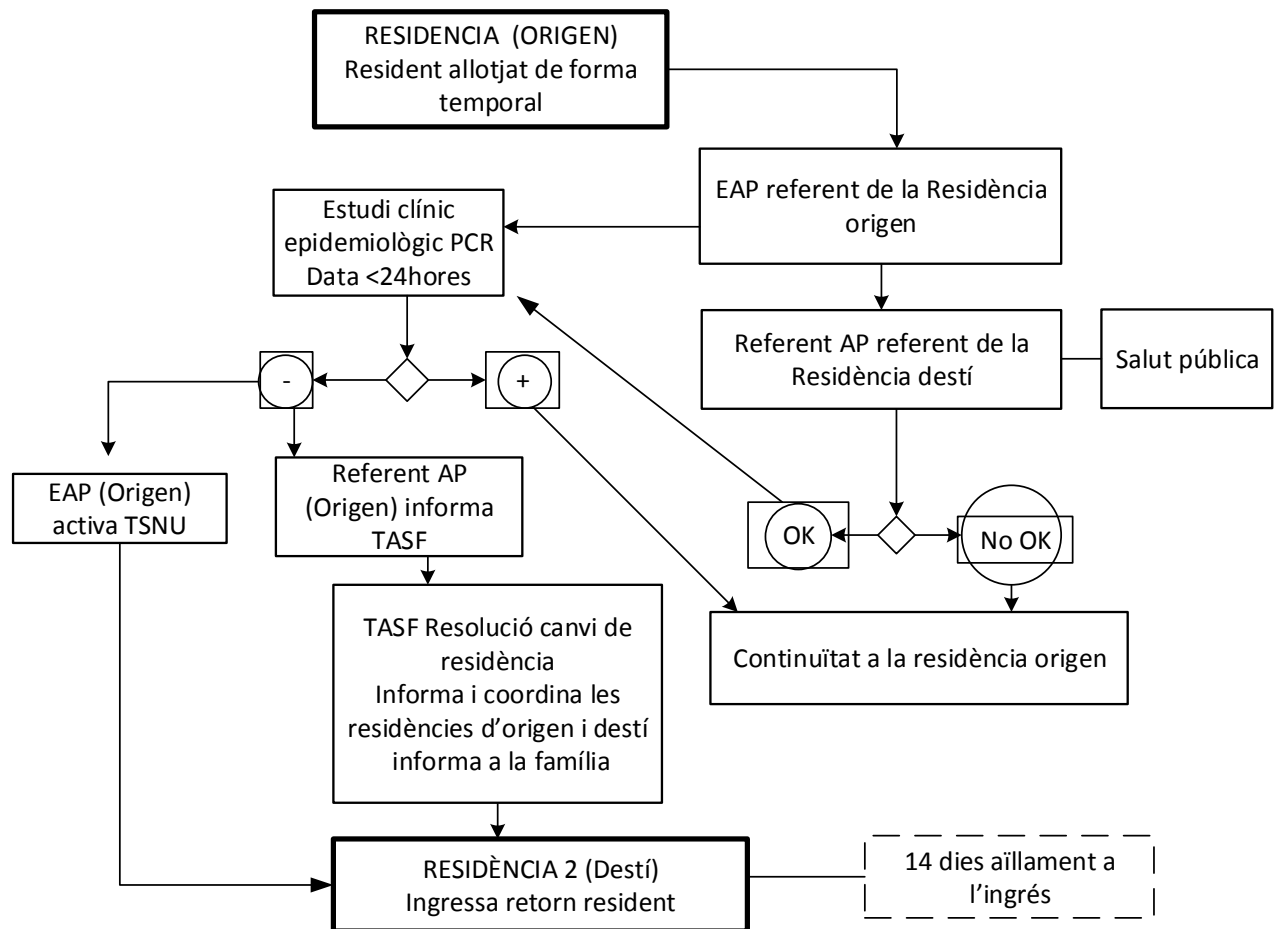 RESIDENCIA (ORIGEN)
Resident allotjat de forma
temporal
EAP referent de la Residència
origen
Estudi clínic
epidemiològic PCR
Data <24hores
Referent AP referent de la
Residència destí
Salut pública
-
+
EAP (Origen)
activa TSNU
Referent AP
(Origen) informa
TASF
OK
No OK
TASF Resolució canvi de
residència
Informa i coordina les
residències d’origen i destí
informa a la família
Continuïtat a la residència origen
RESIDÈNCIA 2 (Destí)
Ingressa retorn resident
14 dies aïllament a
l’ingrés